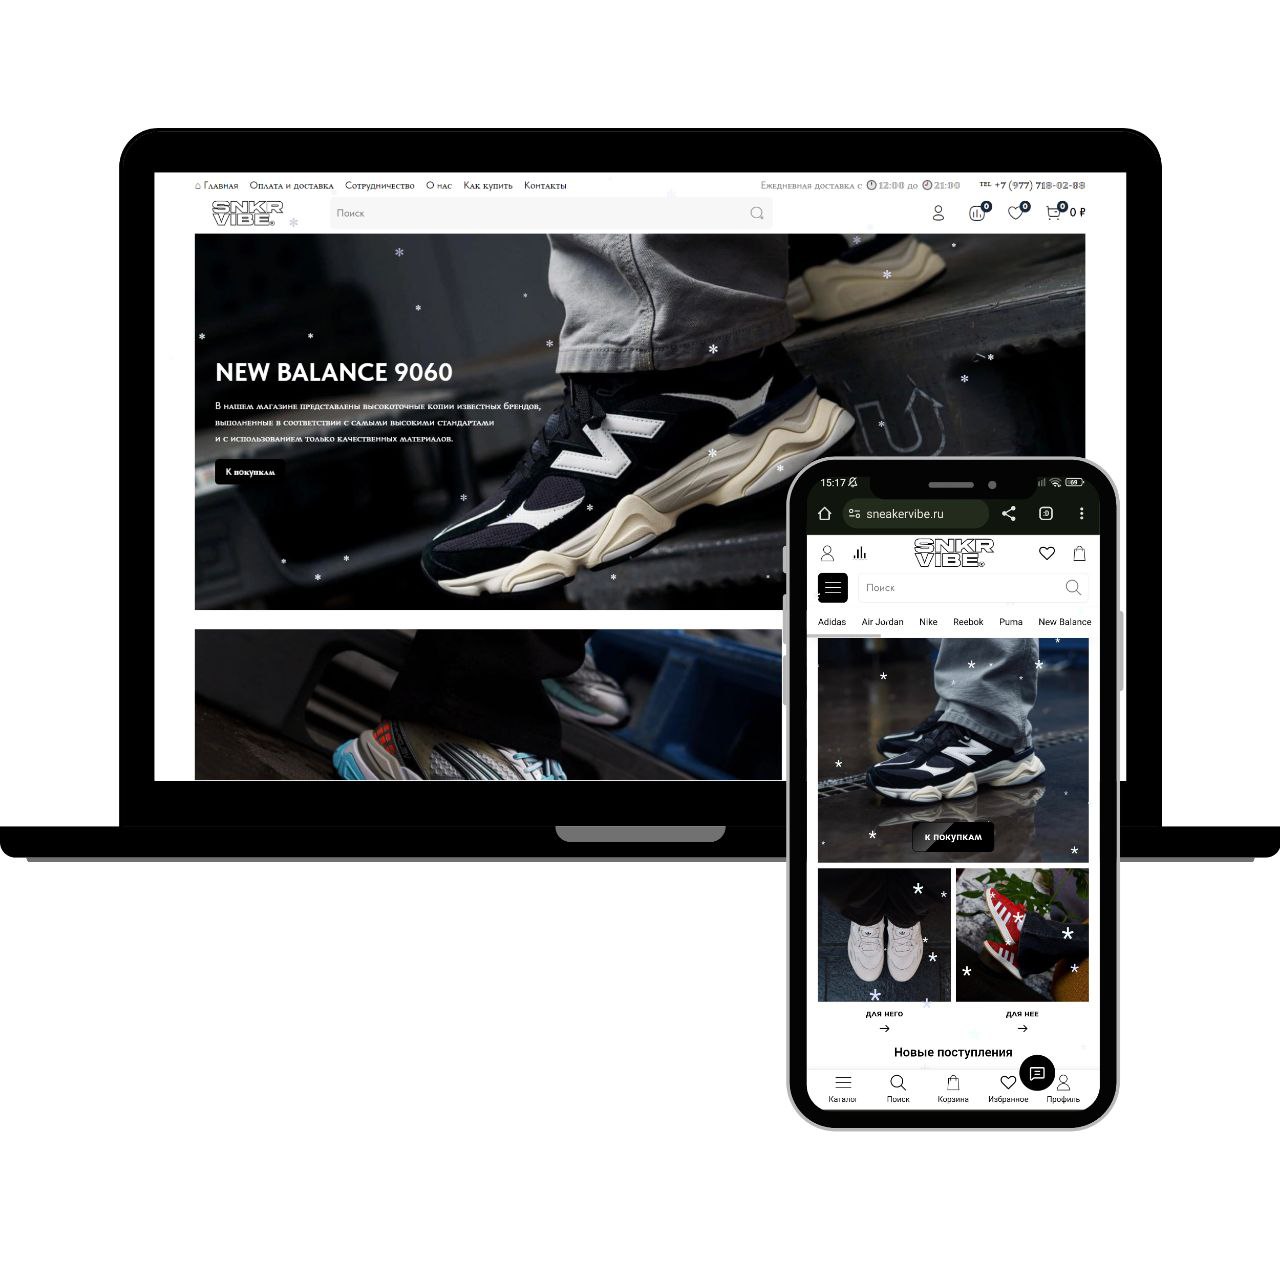 Главная Оплата и доставка Сотрудничество О нас Как купить Контакты
Ежедневная доставка с 12:00 до 21:00 тел +7 (977) 718-02-88
SNKR
VIBE®
Поиск
0 0 0 0 ₽
NEW BALANCE 9060
В нашем магазине представлены высокоточные копии известных брендов,
выполненные в соответствии с самыми высокими стандартами
и с использованием только качественных материалов.
К покупкам
15:17 69
sneakervibe.ru :D
SNKR
VIBE®
Поиск
Adidas Air Jordan Nike Reebok Puma New Balance
К ПОКУПКАМ
ДЛЯ НЕГО ДЛЯ НЕЕ
Новые поступления
Каталог Поиск Корзина Избранное Профиль